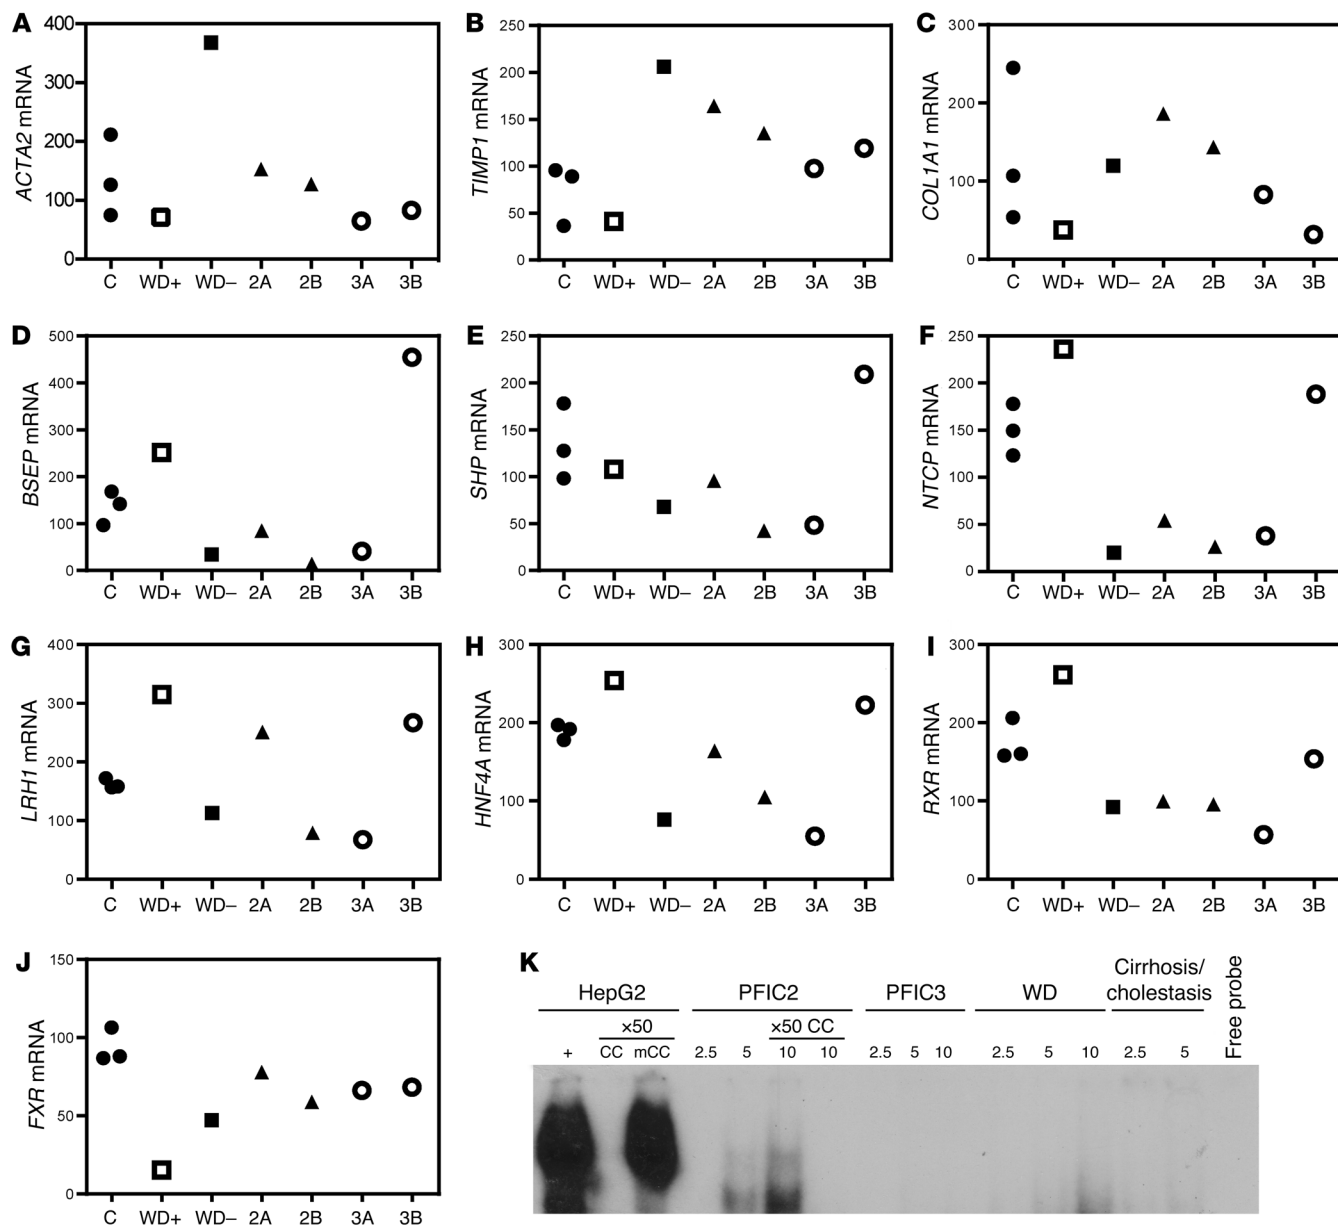 A
ACTA2 mRNA
400
300
200
100
0
C WD+ WD– 2A 2B 3A 3B
B
TIMP1 mRNA
250
200
150
100
50
0
C WD+ WD– 2A 2B 3A 3B
C
COL1A1 mRNA
300
200
100
0
C WD+ WD– 2A 2B 3A 3B
D
BSEP mRNA
500
400
300
200
100
0
C WD+ WD– 2A 2B 3A 3B
E
SHP mRNA
250
200
150
100
50
0
C WD+ WD– 2A 2B 3A 3B
F
NTCP mRNA
250
200
150
100
50
0
C WD+ WD– 2A 2B 3A 3B
G
LRH1 mRNA
400
300
200
100
0
C WD+ WD– 2A 2B 3A 3B
H
HNF4A mRNA
300
200
100
0
C WD+ WD– 2A 2B 3A 3B
I
RXR mRNA
300
200
100
0
C WD+ WD– 2A 2B 3A 3B
J
FXR mRNA
150
100
50
0
C WD+ WD– 2A 2B 3A 3B
K
Cirrhosis/
HepG2 PFIC2 PFIC3 WD cholestasis Free probe
×50 ×50 CC
+ CC mCC 2.5 5 10 10 2.5 5 10 2.5 5 10 2.5 5